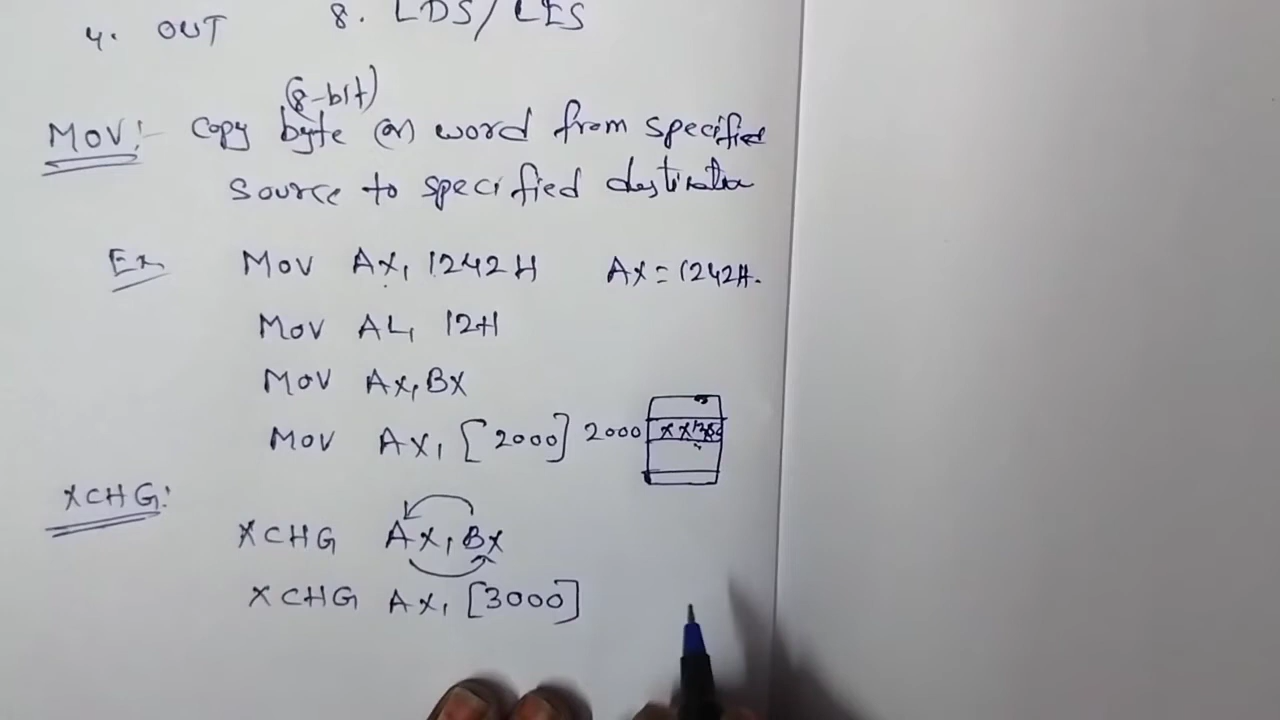 4. OUT 8. LDS/LES
(8-bit)
MOV:- Copy byte (or) word from specified
source to specified destination
Ex MOV AX, 1242H AX = 1242H.
MOV AL, 12H
MOV AX, BX
MOV AX, [2000] 2000
XCHG:
XCHG AX, BX
XCHG AX, [3000]